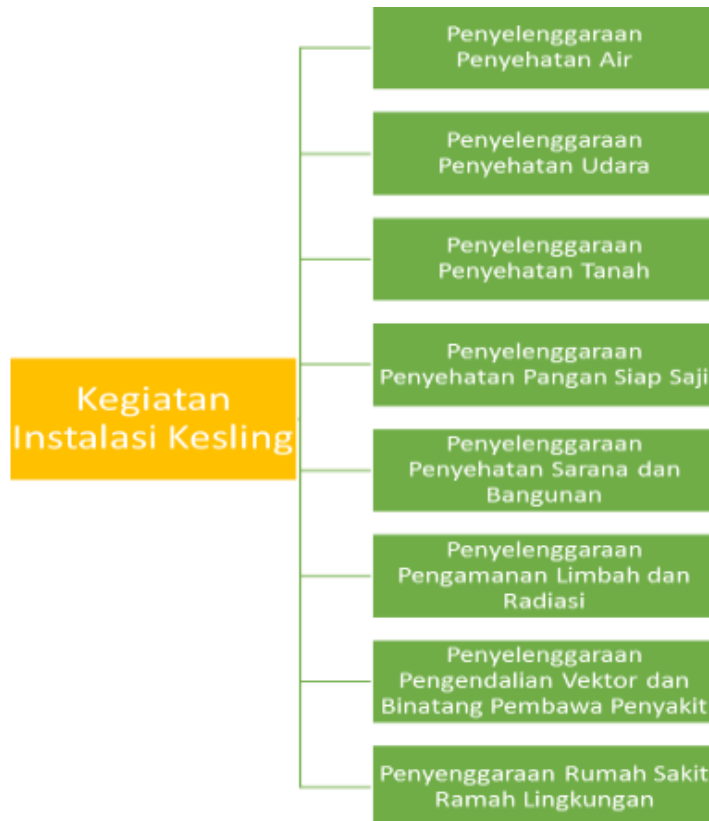 Penyelenggaraan
Penyehatan Air
Penyelenggaraan
Penyehatan Udara
Penyelenggaraan
Penyehatan Tanah
Penyelenggaraan
Penyehatan Pangan Siap Saji
Kegiatan
Instalasi Kesling
Penyelenggaraan
Penyehatan Sarana dan
Bangunan
Penyelenggaraan
Pengamanan Limbah dan
Radiasi
Penyelenggaraan
Pengendalian Vektor dan
Binatang Pembawa Penyakit
Penyenggaraan Rumah Sakit
Ramah Lingkungan